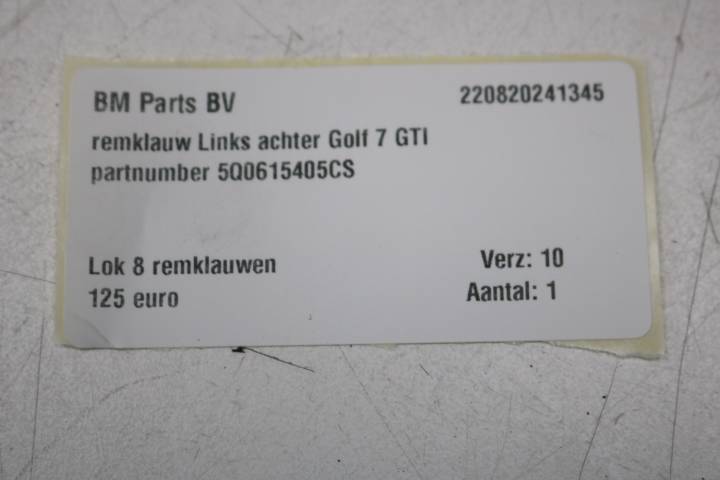 BM Parts BV 220820241345
remklauw Links achter Golf 7 GTI
partnumber 5Q0615405CS
Lok 8 remklauwen Verz: 10
125 euro Aantal: 1